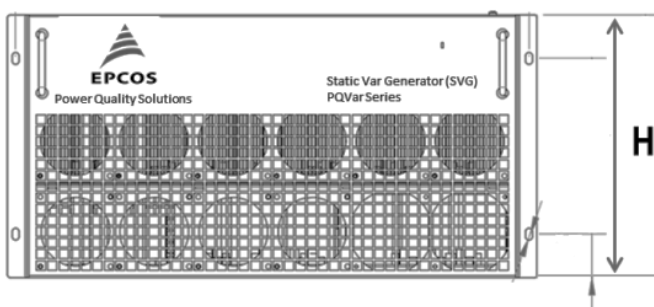 EPCOS
Power Quality Solutions
Static Var Generator (SVG)
PQVar Series
H